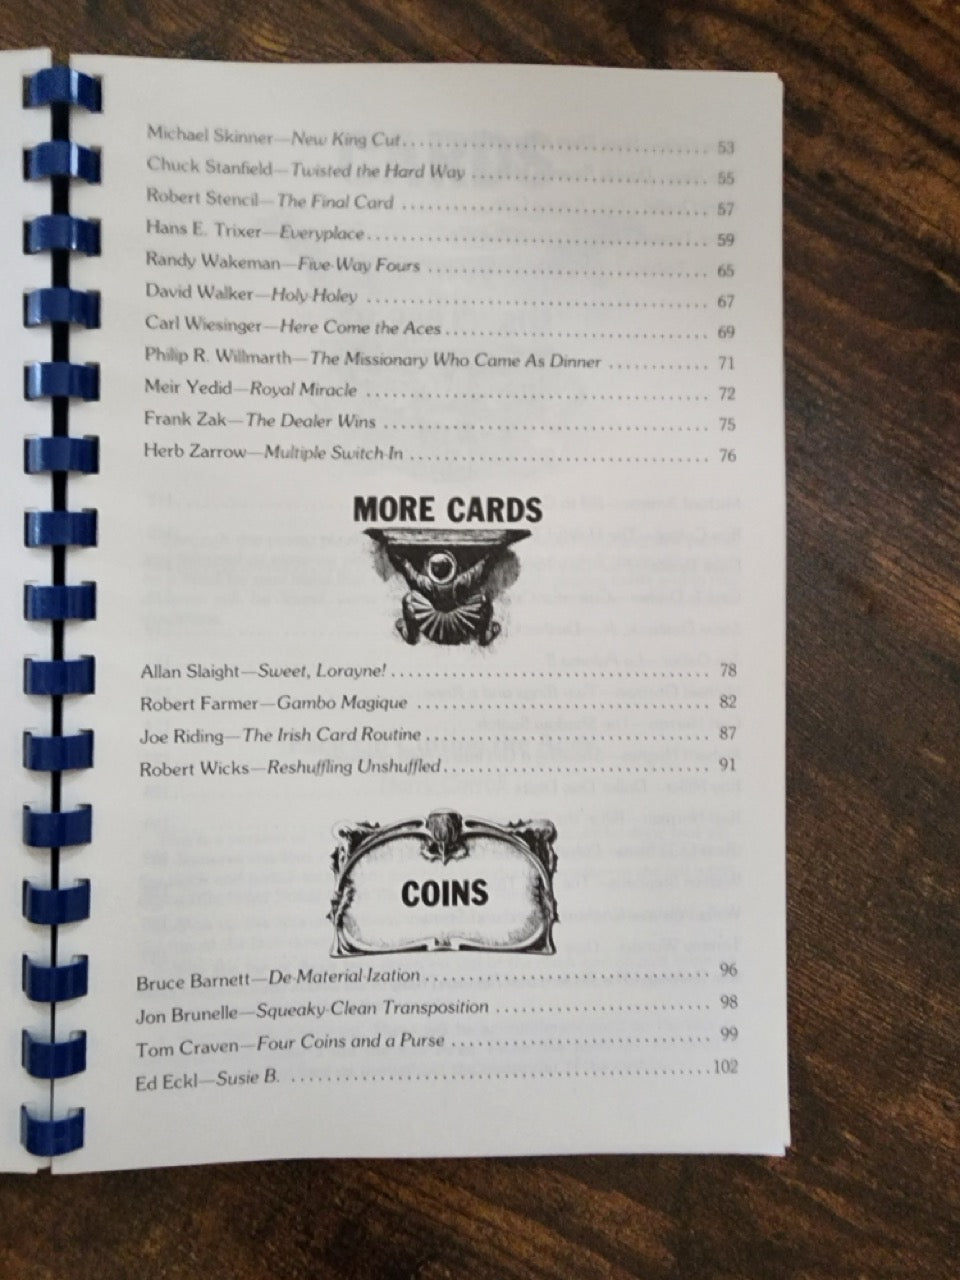 Michael Skinner—New King Cut.................................... 53
Chuck Stanfield—Twisted the Hard Way ........................... 55
Robert Stencil—The Final Card .................................. 57
Hans E. Trixer—Everyplace....................................... 59
Randy Wakeman—Five-Way Fours ................................... 65
David Walker—Holy-Holey ........................................ 67
Carl Wiesinger—Here Come the Aces .............................. 69
Philip R. Willmarth—The Missionary Who Came As Dinner .......... 71
Meir Yedid—Royal Miracle ....................................... 72
Frank Zak—The Dealer Wins ...................................... 75
Herb Zarrow—Multiple Switch-In ................................. 76
MORE CARDS
Allan Slaight—Sweet, Lorayne! .................................. 78
Robert Farmer—Gambo Magique .................................... 82
Joe Riding—The Irish Card Routine .............................. 87
Robert Wicks—Reshuffling Unshuffled............................. 91
COINS
Bruce Barnett—De-Material-Ization .............................. 96
Jon Brunelle—Squeaky-Clean Transposition ....................... 98
Tom Craven—Four Coins and a Purse .............................. 99
Ed Eckl—Susie B. ...............................................102